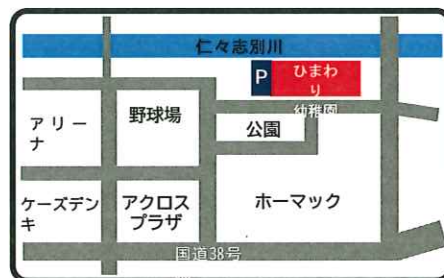 仁々志別川
P
ひまわ
り
幼稚園
野球場
公園
アリー
ナ
ケーズデン
キ
アクロス
プラザ
ホーマック
国道38号